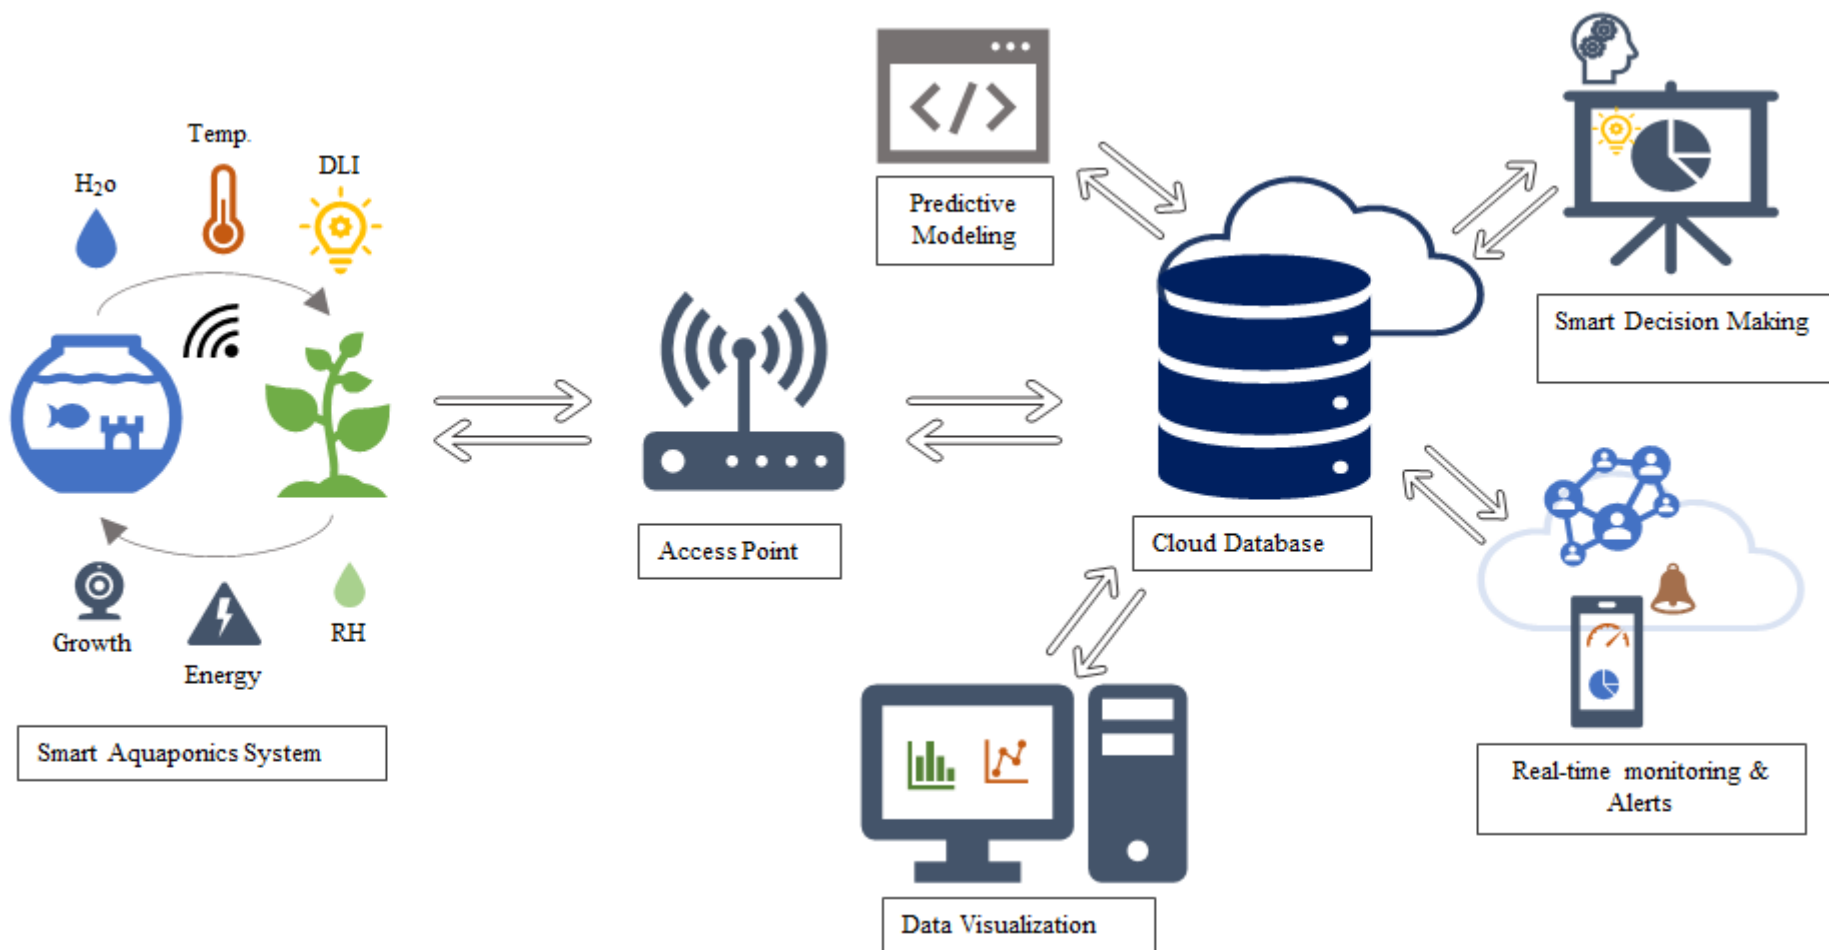 Temp.
DLI
H₂o
Growth
Energy
RH
Smart Aquaponics System
Access Point
</>
Predictive
Modeling
Cloud Database
Smart Decision Making
Real-time monitoring &
Alerts
Data Visualization